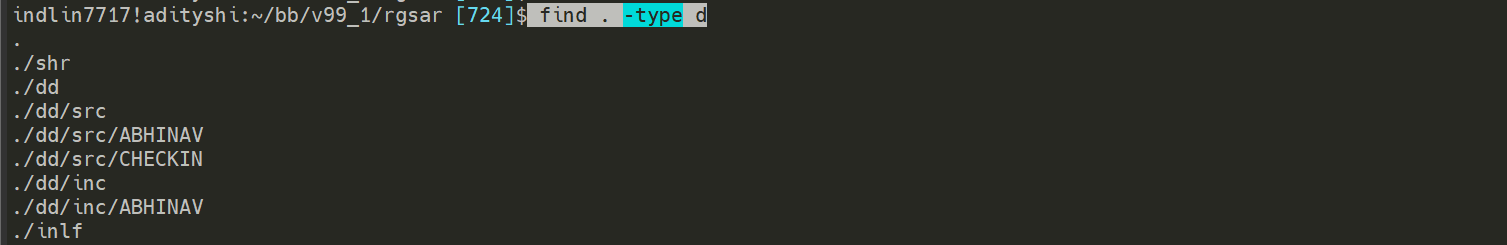 indlin7717!adityshi:~/bb/v99_1/rgsar [724]$ find . -type d
.
./shr
./dd
./dd/src
./dd/src/ABHINAV
./dd/src/CHECKIN
./dd/inc
./dd/inc/ABHINAV
./inlf